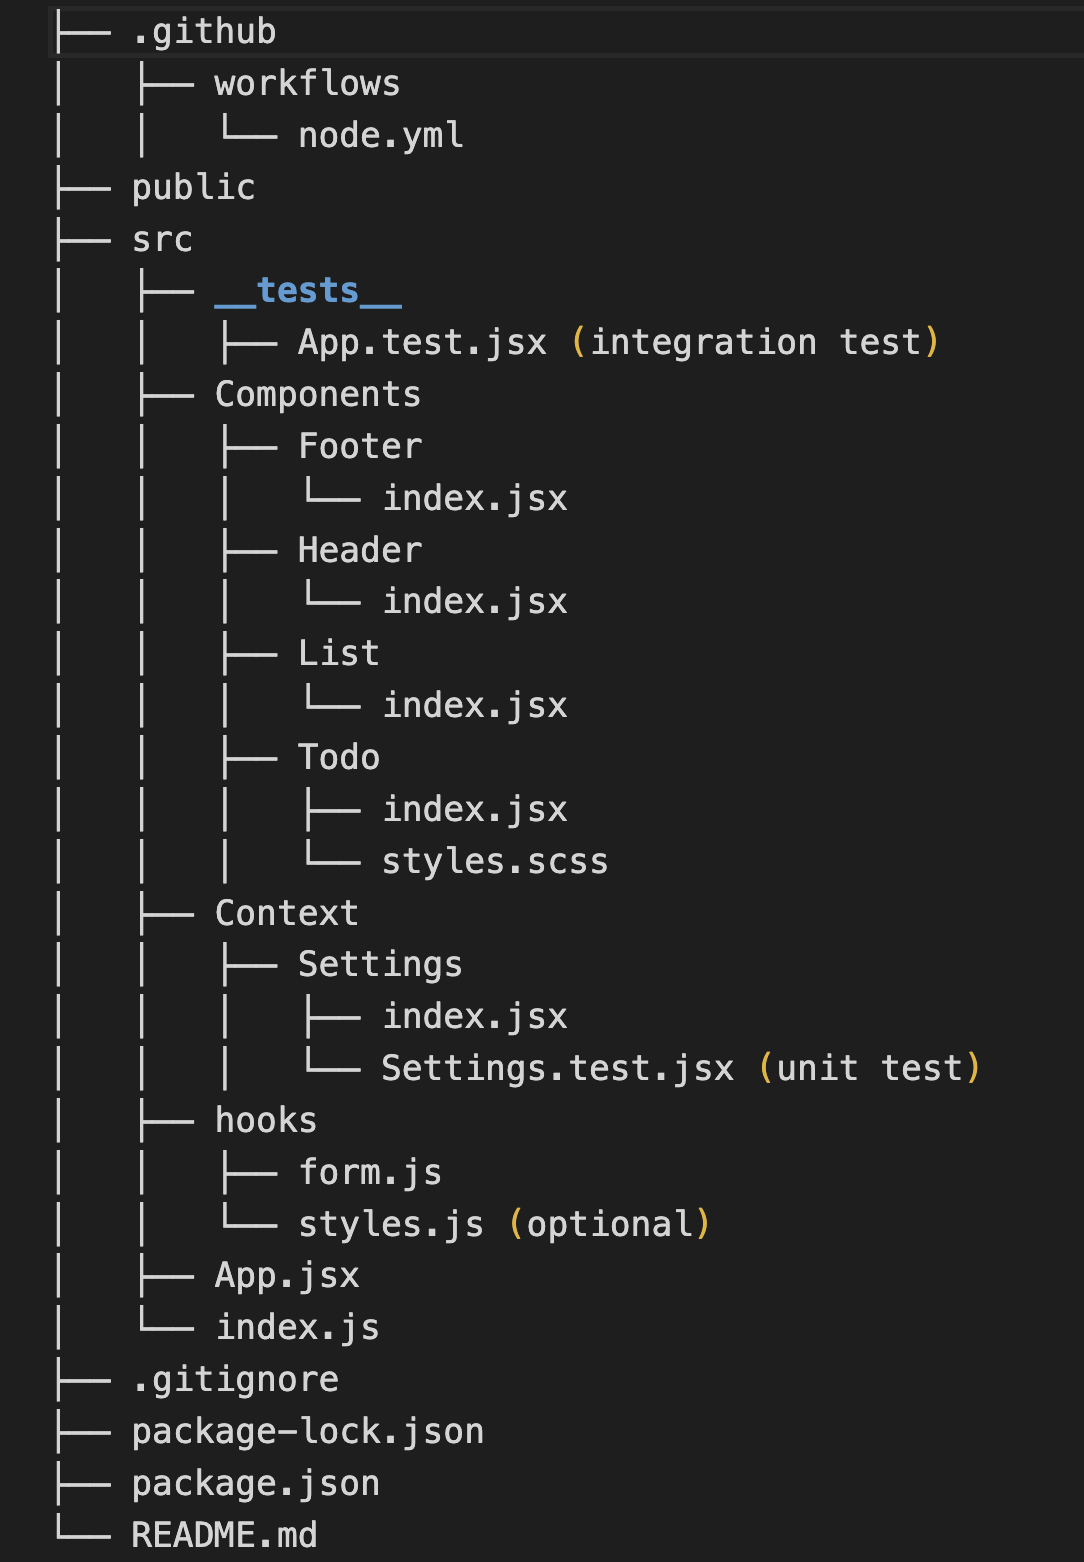 ├── .github
│   ├── workflows
│   │   └── node.yml
├── public
├── src
│   ├── __tests__
│   │   ├── App.test.jsx (integration test)
│   ├── Components
│   │   ├── Footer
│   │   │   └── index.jsx
│   │   ├── Header
│   │   │   └── index.jsx
│   │   ├── List
│   │   │   └── index.jsx
│   │   ├── Todo
│   │   │   ├── index.jsx
│   │   │   └── styles.scss
│   ├── Context
│   │   ├── Settings
│   │   │   ├── index.jsx
│   │   │   └── Settings.test.jsx (unit test)
│   ├── hooks
│   │   ├── form.js
│   │   └── styles.js (optional)
│   ├── App.jsx
│   └── index.js
├── .gitignore
├── package-lock.json
├── package.json
└── README.md